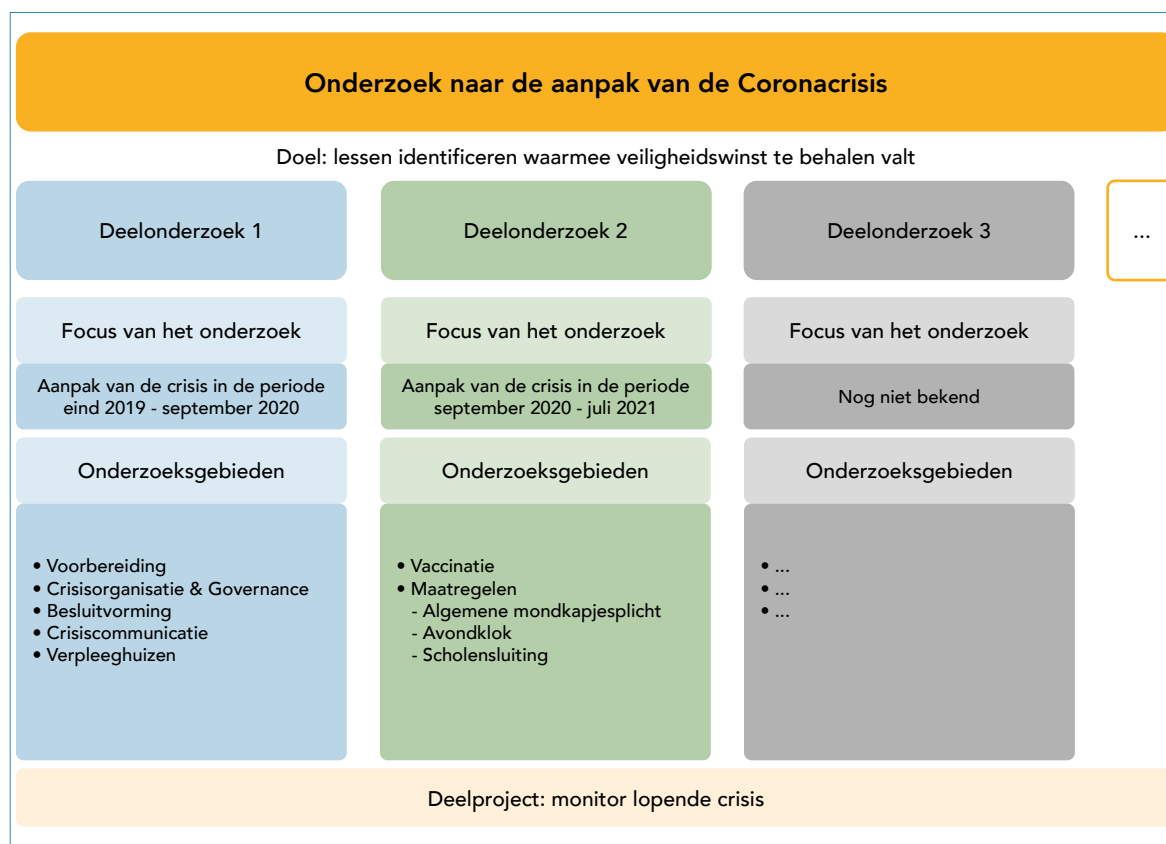 Onderzoek naar de aanpak van de Coronacrisis
Doel: lessen identificeren waarmee veiligheidswinst te behalen valt
Deelonderzoek 1
Focus van het onderzoek
Aanpak van de crisis in de periode
eind 2019 - september 2020
Onderzoeksgebieden
• Voorbereiding
• Crisisorganisatie & Governance
• Besluitvorming
• Crisiscommunicatie
• Verpleeghuizen
Deelonderzoek 2
Focus van het onderzoek
Aanpak van de crisis in de periode
september 2020 - juli 2021
Onderzoeksgebieden
• Vaccinatie
• Maatregelen
- Algemene mondkapjesplicht
- Avondklok
- Scholensluiting
Deelonderzoek 3
Focus van het onderzoek
Nog niet bekend
Onderzoeksgebieden
• ...
• ...
• ...
...
Deelproject: monitor lopende crisis